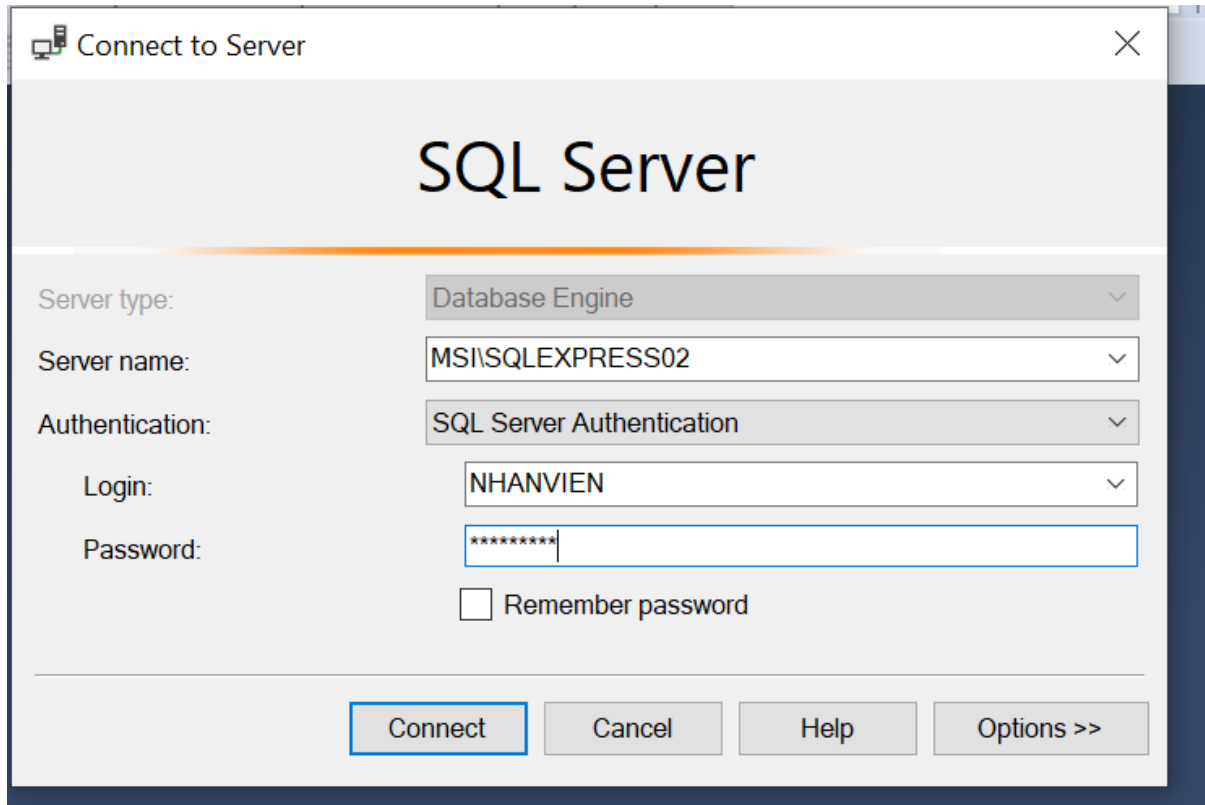 Connect to Server
SQL Server
Server type: Database Engine
Server name: MSI\SQLEXPRESS02
Authentication: SQL Server Authentication
Login: NHANVIEN
Password: *********
Remember password
Connect Cancel Help Options >>